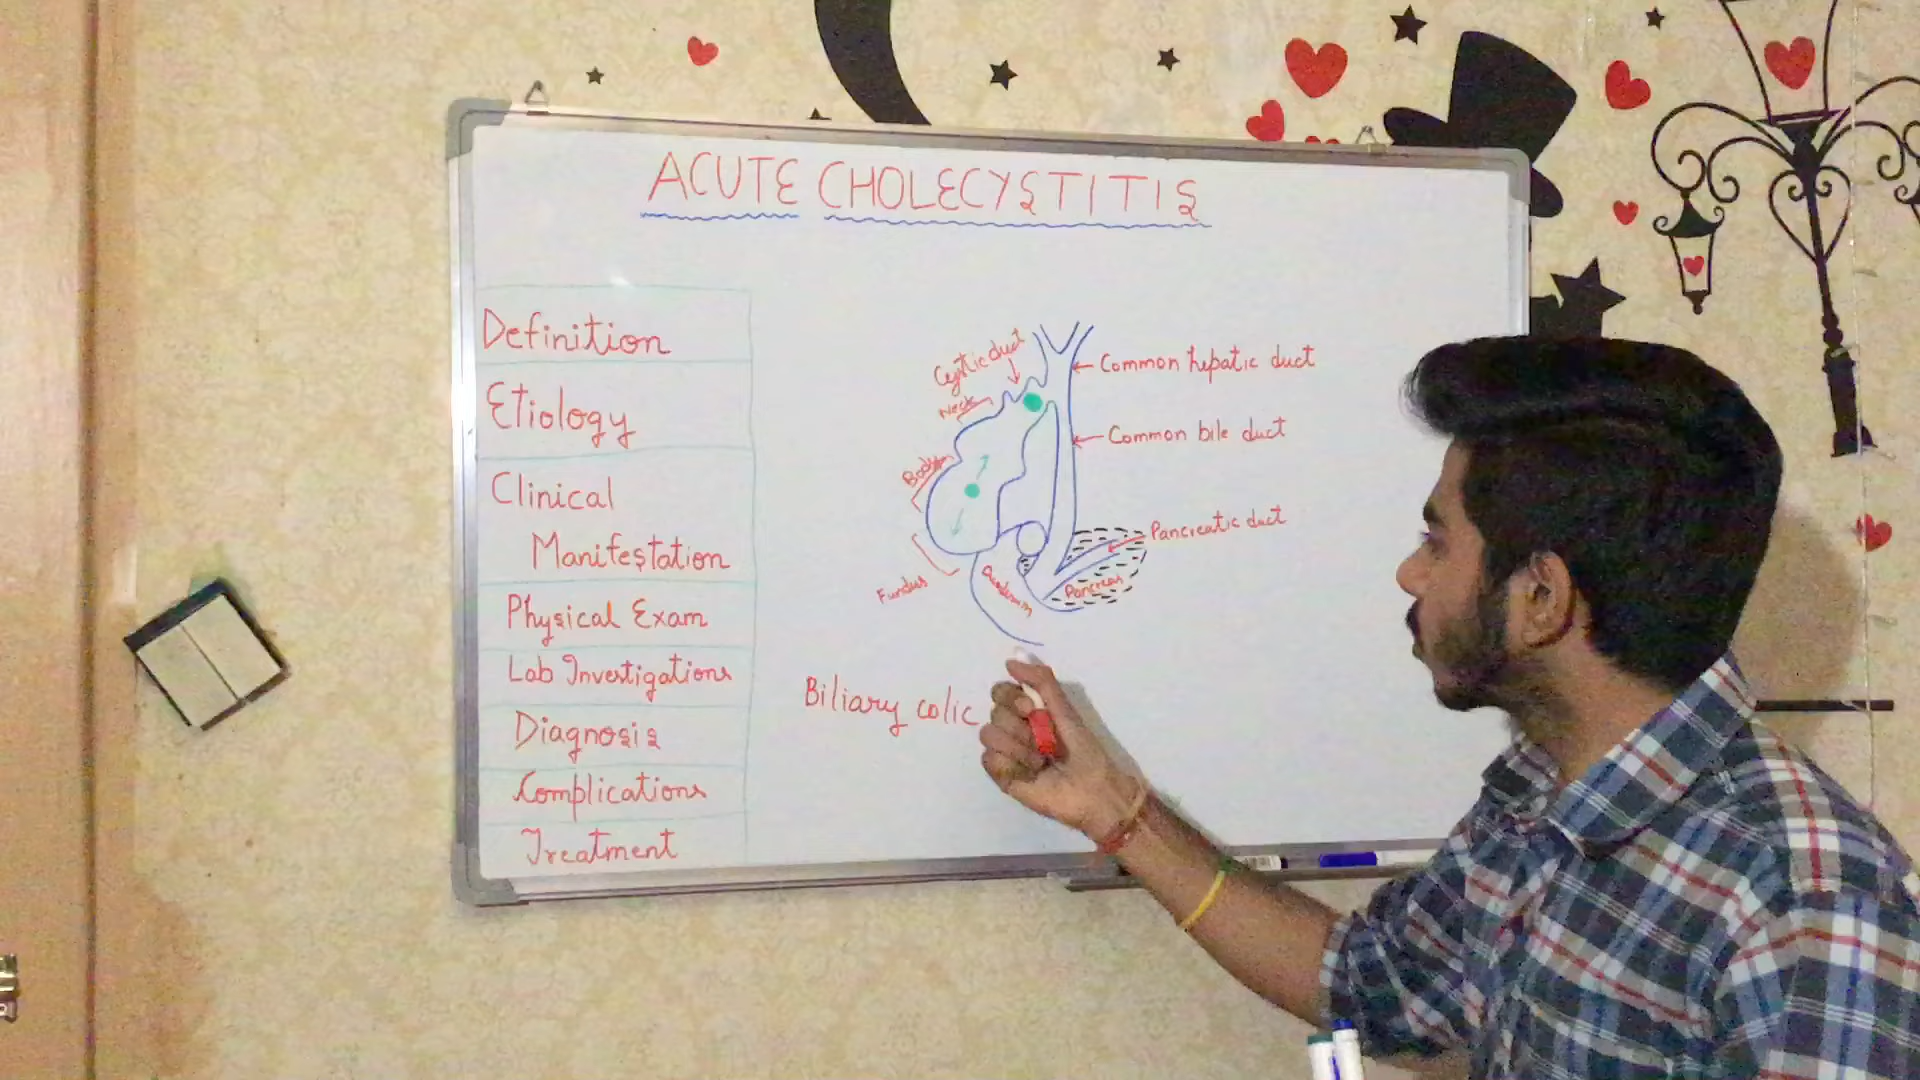 ACUTE CHOLECYSTITIS
Definition
Etiology
Clinical
Manifestation
Physical Exam
Lab Investigations
Diagnosis
Complications
Treatment
Cystic duct
Neck
Body
Fundus
Common hepatic duct
Common bile duct
Pancreatic duct
Pancreas
Duodenum
Biliary colic